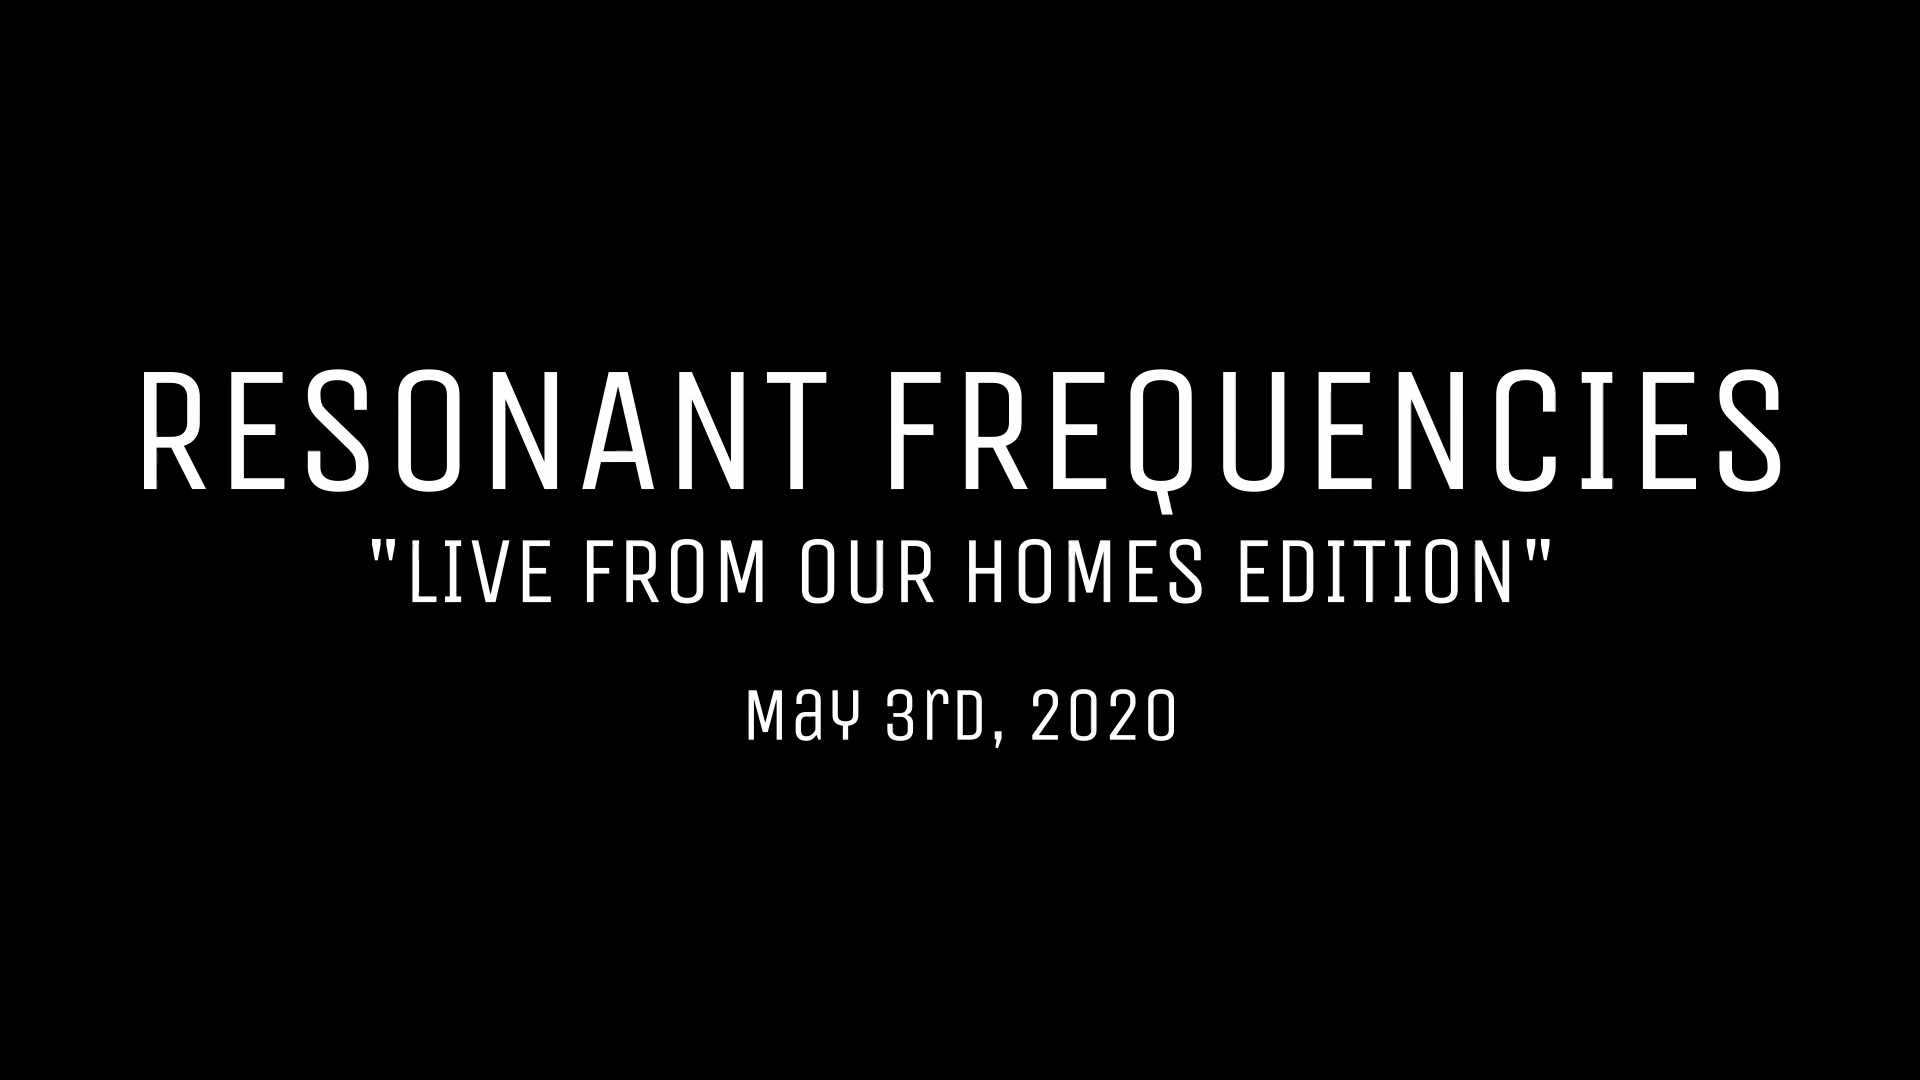 RESONANT FREQUENCIES
"LIVE FROM OUR HOMES EDITION"
May 3rd, 2020